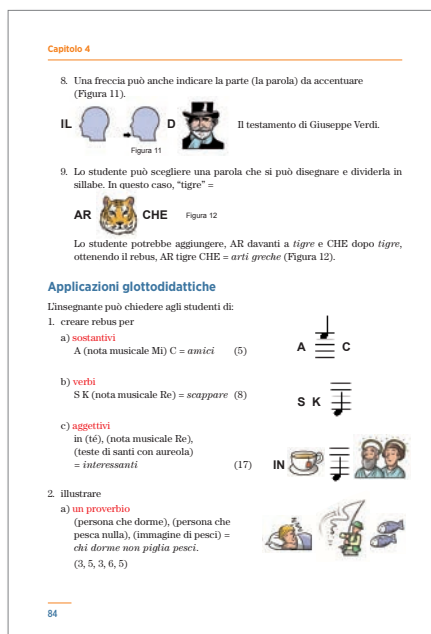 Capitolo 4
8. Una freccia può anche indicare la parte (la parola) da accentuare
(Figura 11).
IL D Il testamento di Giuseppe Verdi.
Figura 11
9. Lo studente può scegliere una parola che si può disegnare e dividerla in
sillabe. In questo caso, “tigre” =
AR CHE Figura 12
Lo studente potrebbe aggiungere, AR davanti a tigre e CHE dopo tigre,
ottenendo il rebus, AR tigre CHE = arti greche (Figura 12).
Applicazioni glottodidattiche
L'insegnante può chiedere agli studenti di:
1. creare rebus per
a) sostantivi
A (nota musicale Mi) C = amici (5)
A C
b) verbi
S K (nota musicale Re) = scappare (8)
S K
c) aggettivi
in (té), (nota musicale Re),
(teste di santi con aureola)
= interessanti (17)
IN
2. illustrare
a) un proverbio
(persona che dorme), (persona che
pesca nulla), (immagine di pesci) =
chi dorme non piglia pesci.
(3, 5, 3, 6, 5)
84